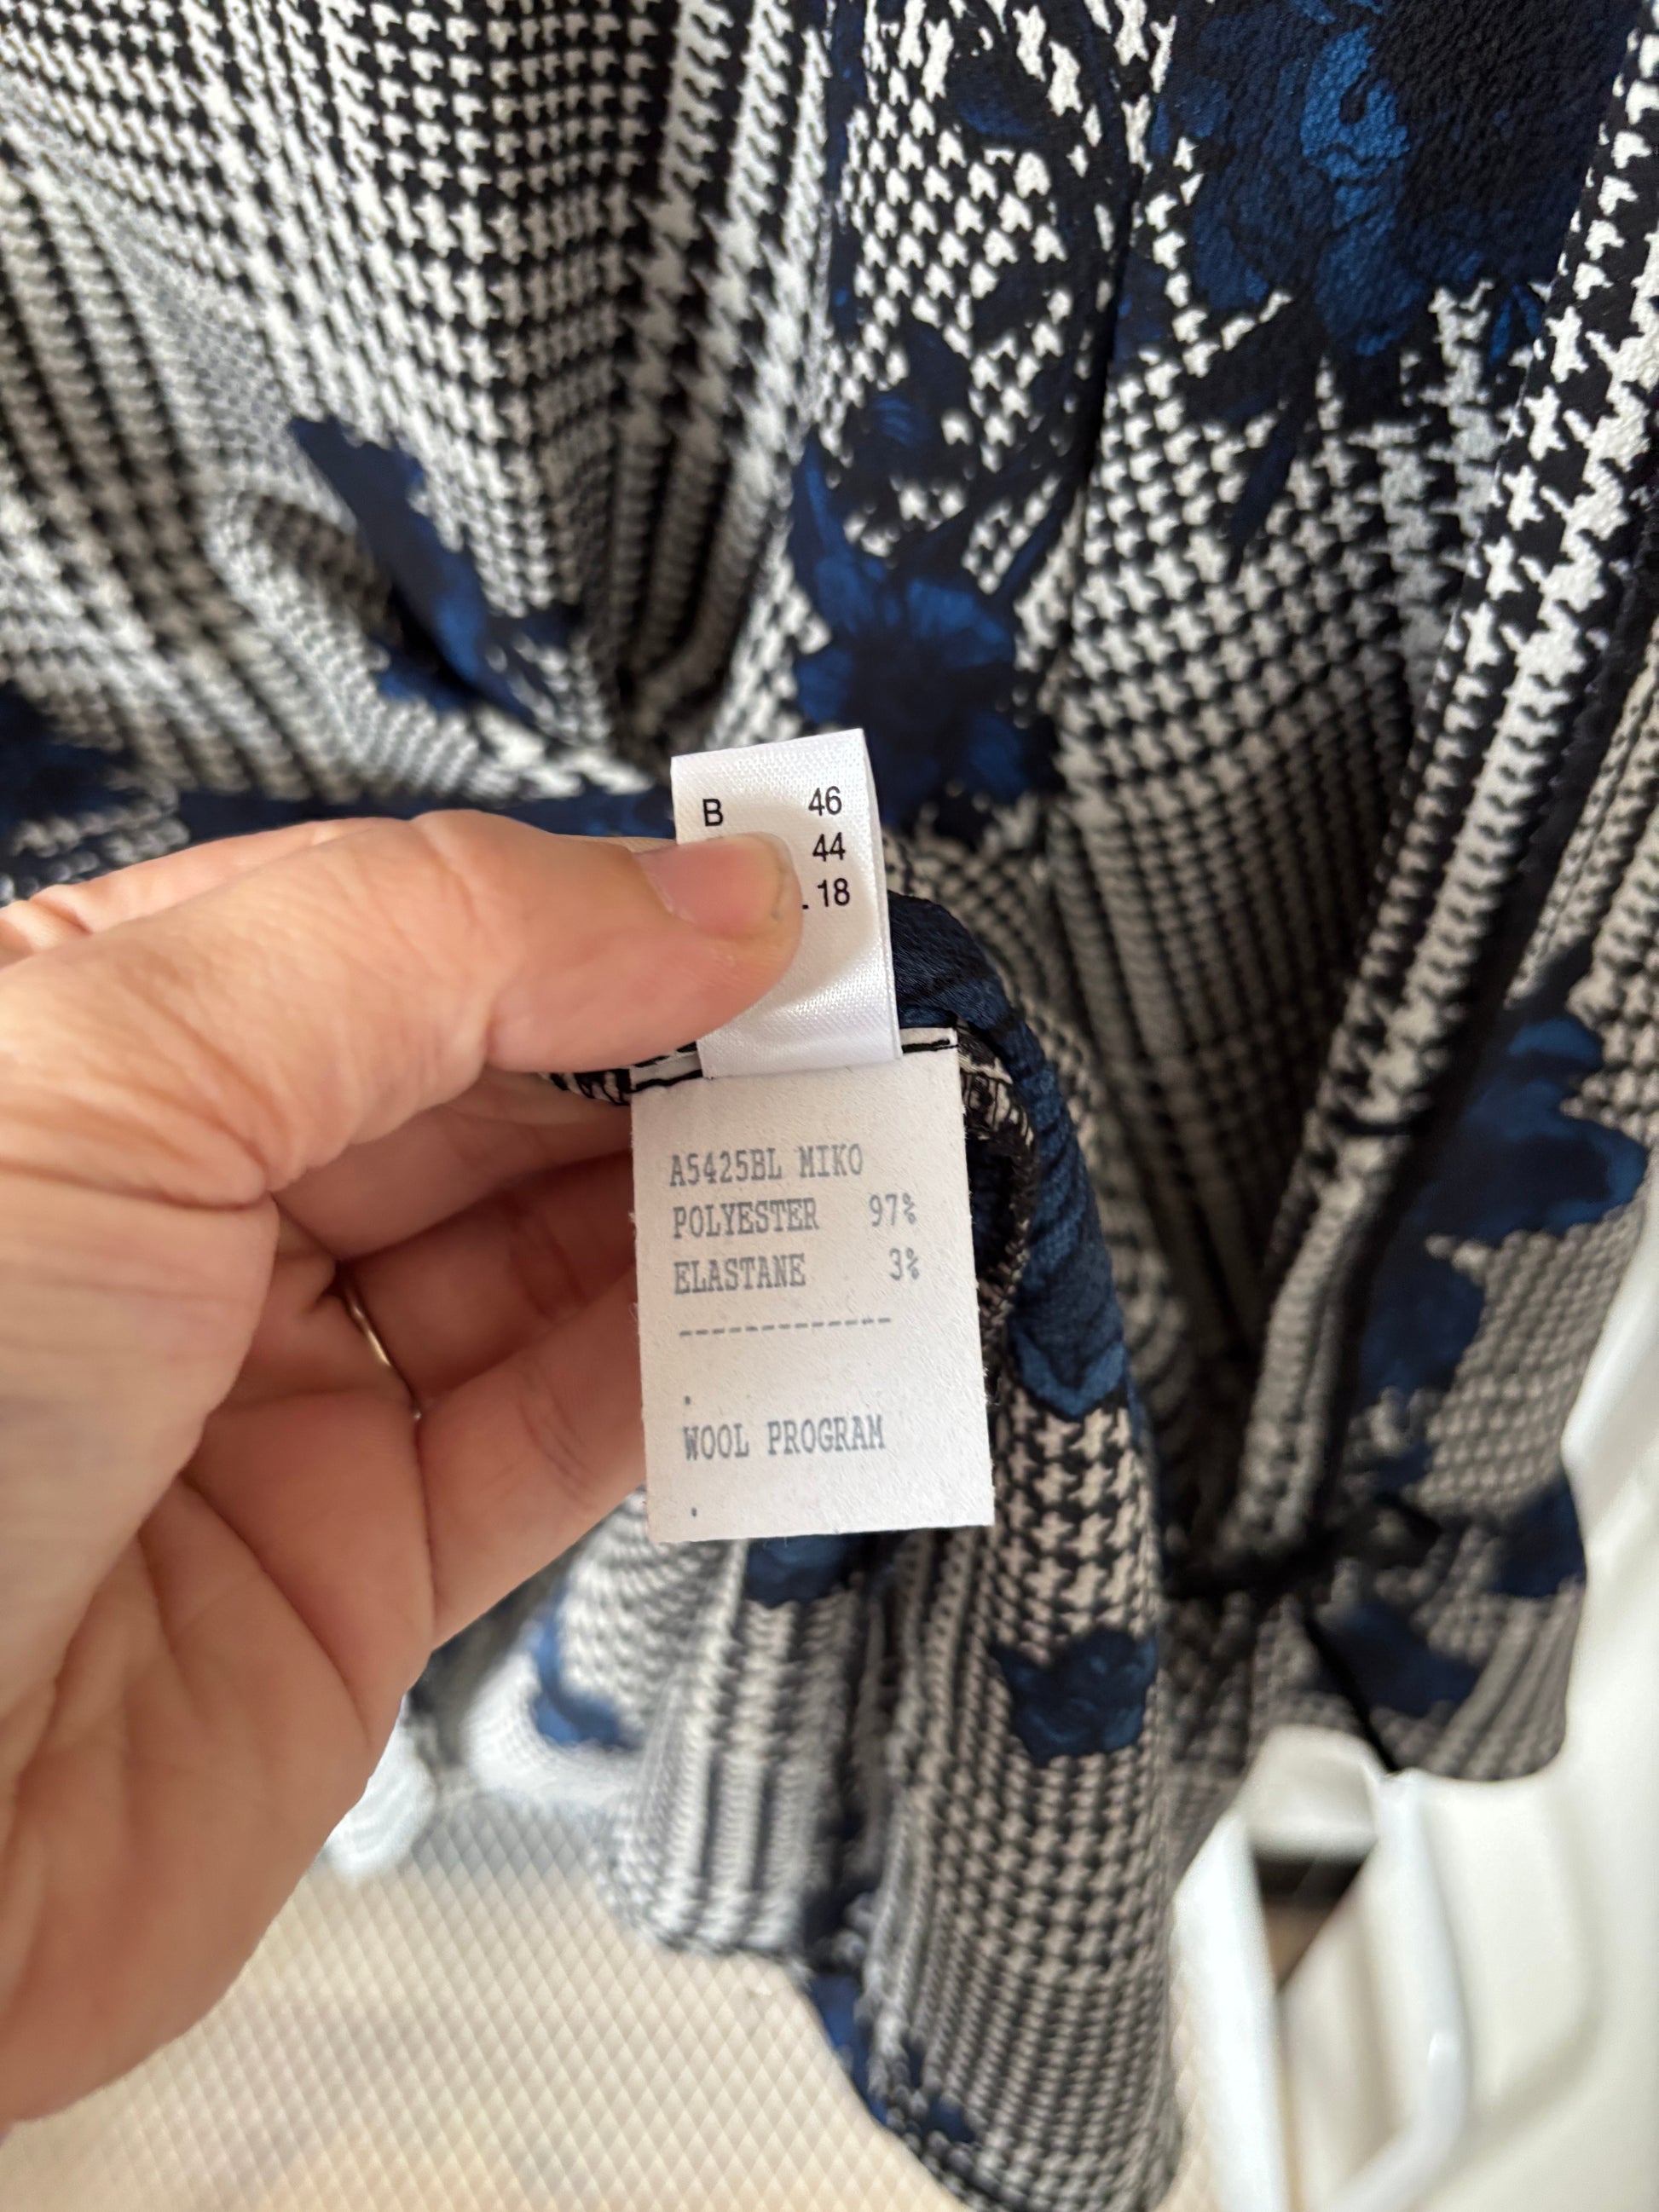 B 46
44
. 18
A5425BL MIKO
POLYESTER 97%
ELASTANE 3%
-------------
.
WOOL PROGRAM
.